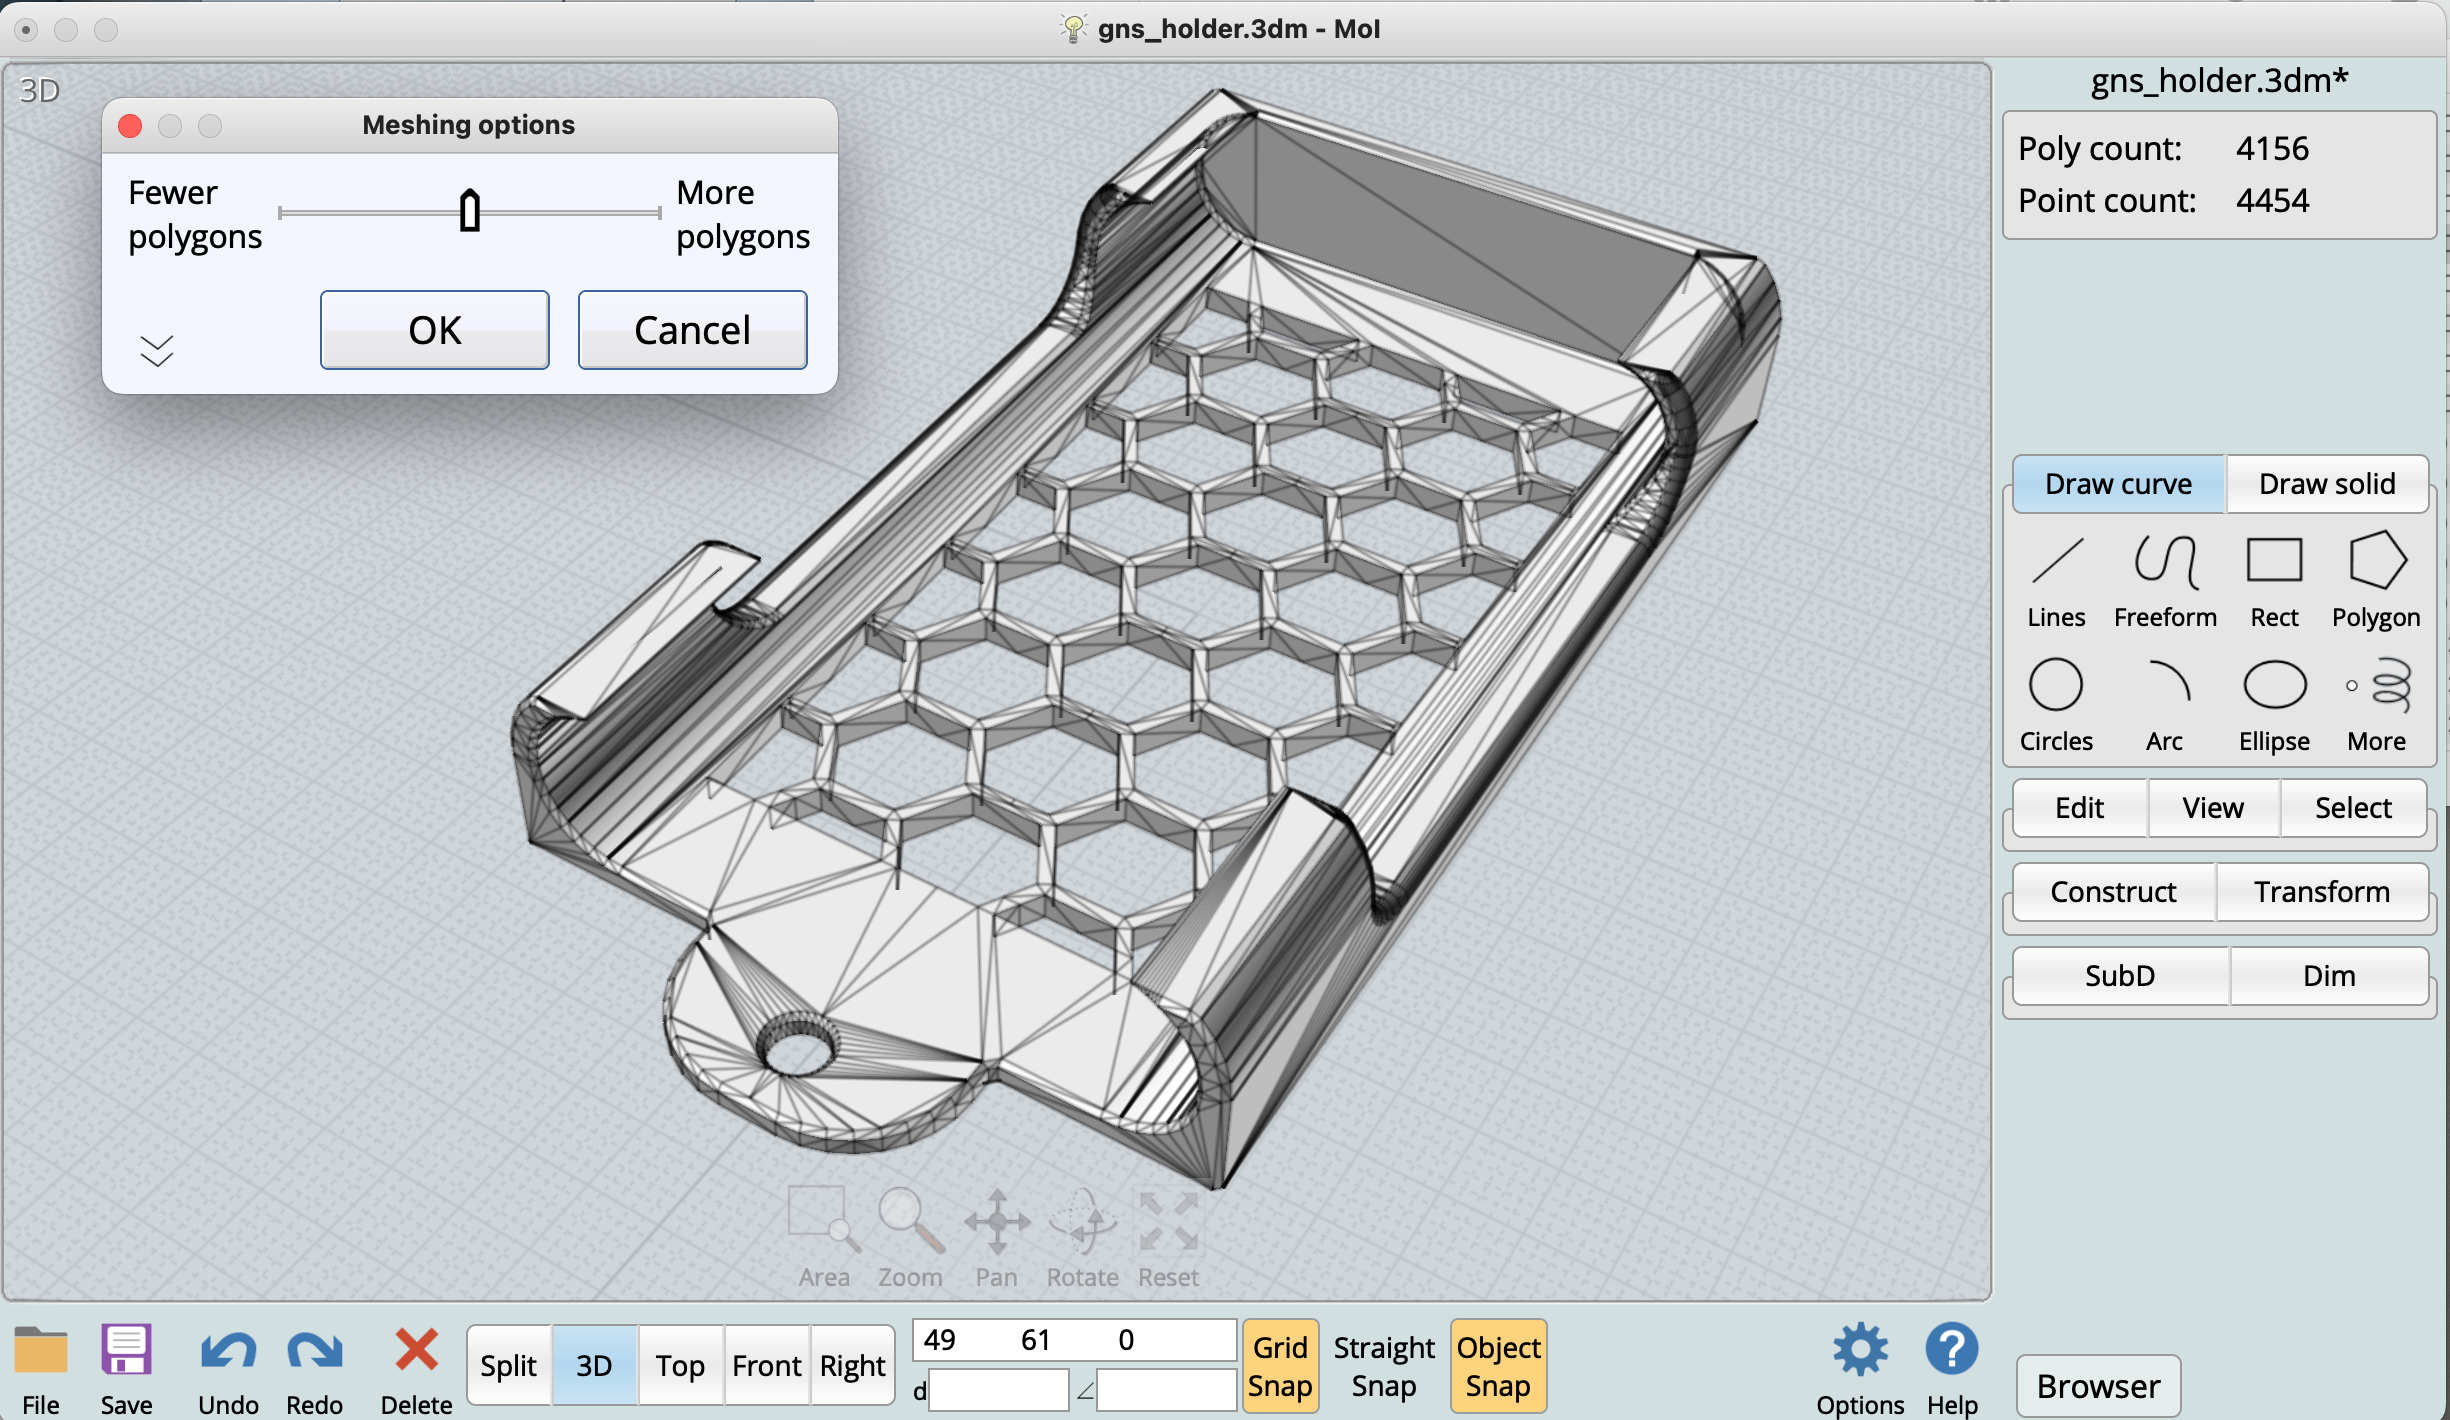 gns_holder.3dm - MoI
3D
Meshing options
Fewer polygons
More polygons
OK
Cancel
gns_holder.3dm*
Poly count: 4156
Point count: 4454
Draw curve
Draw solid
Lines
Freeform
Rect
Polygon
Circles
Arc
Ellipse
More
Edit
View
Select
Construct
Transform
SubD
Dim
Area
Zoom
Pan
Rotate
Reset
File
Save
Undo
Redo
Delete
Split
3D
Top
Front
Right
49 61 0
d
∠
Grid Snap
Straight Snap
Object Snap
Options
Help
Browser